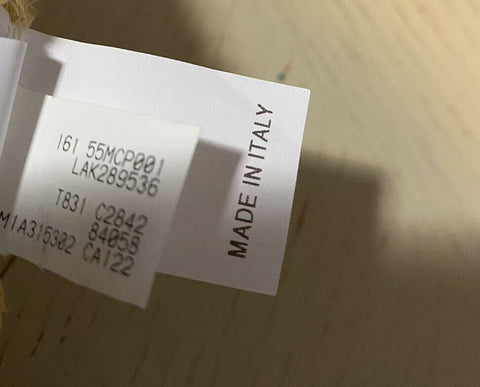 161 55MCP001
LAK289536
T831 C2842
84058
MIA315302 CA122
MADE IN ITALY